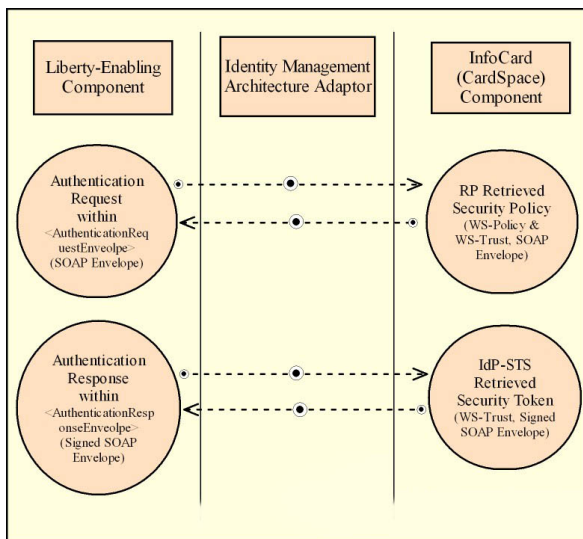 Liberty-Enabling
Component
Identity Management
Architecture Adaptor
InfoCard
(CardSpace)
Component
Authentication
Request
within
<AuthenticationReq
uestEnveolpe>
(SOAP Envelope)
RP Retrieved
Security Policy
(WS-Policy &
WS-Trust, SOAP
Envelope)
Authentication
Response
within
<AuthenticationResp
onseEnveolpe>
(Signed SOAP
Envelope)
IdP-STS
Retrieved
Security Token
(WS-Trust, Signed
SOAP Envelope)